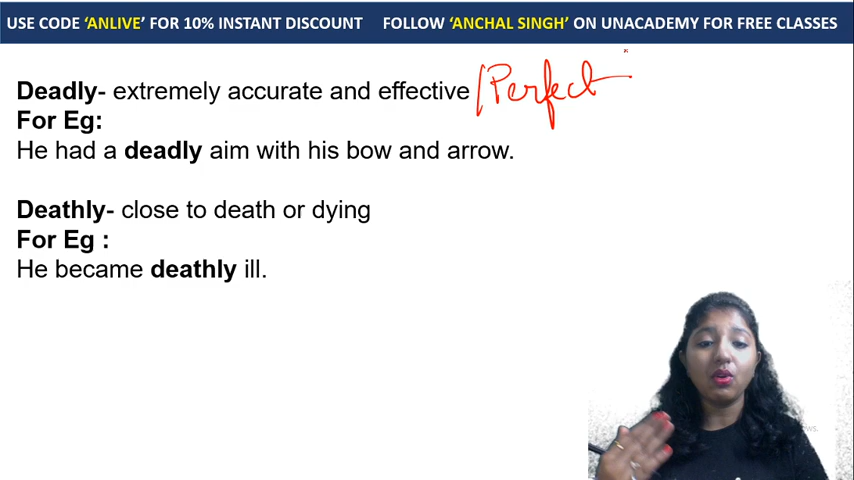 USE CODE ‘ANLIVE’ FOR 10% INSTANT DISCOUNT FOLLOW ‘ANCHAL SINGH’ ON UNACADEMY FOR FREE CLASSES
Deadly- extremely accurate and effective /Perfect
For Eg:
He had a deadly aim with his bow and arrow.
Deathly- close to death or dying
For Eg :
He became deathly ill.